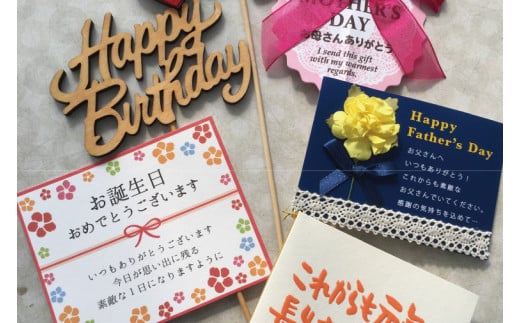 Happy
Birthday
MOTHER'S
DAY
お母さんありがとう
I send this gift
with my warmest
regards.
Happy
Father's Day
お父さんへ
いつもありがとう！
これからも素敵な
お父さんでいてください。
感謝の気持ちを込めて…
お誕生日
おめでとうございます
いつもありがとうございます
今日が思い出に残る
素敵な1日になりますように
これからも元気
長生